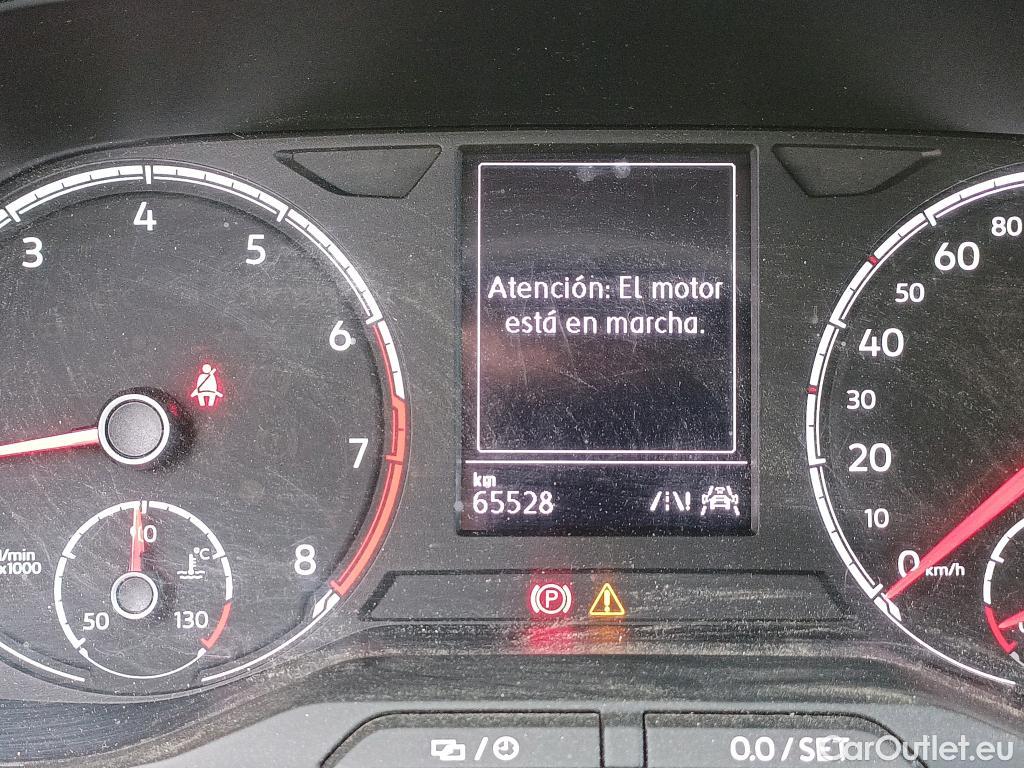 3
4
5
6
7
8
1/min
x1000
50
90
130
°C
Atención: El motor
está en marcha.
km
65528
P
80
60
50
40
30
20
10
0 km/h
0.0 / SET
CarOutlet.eu